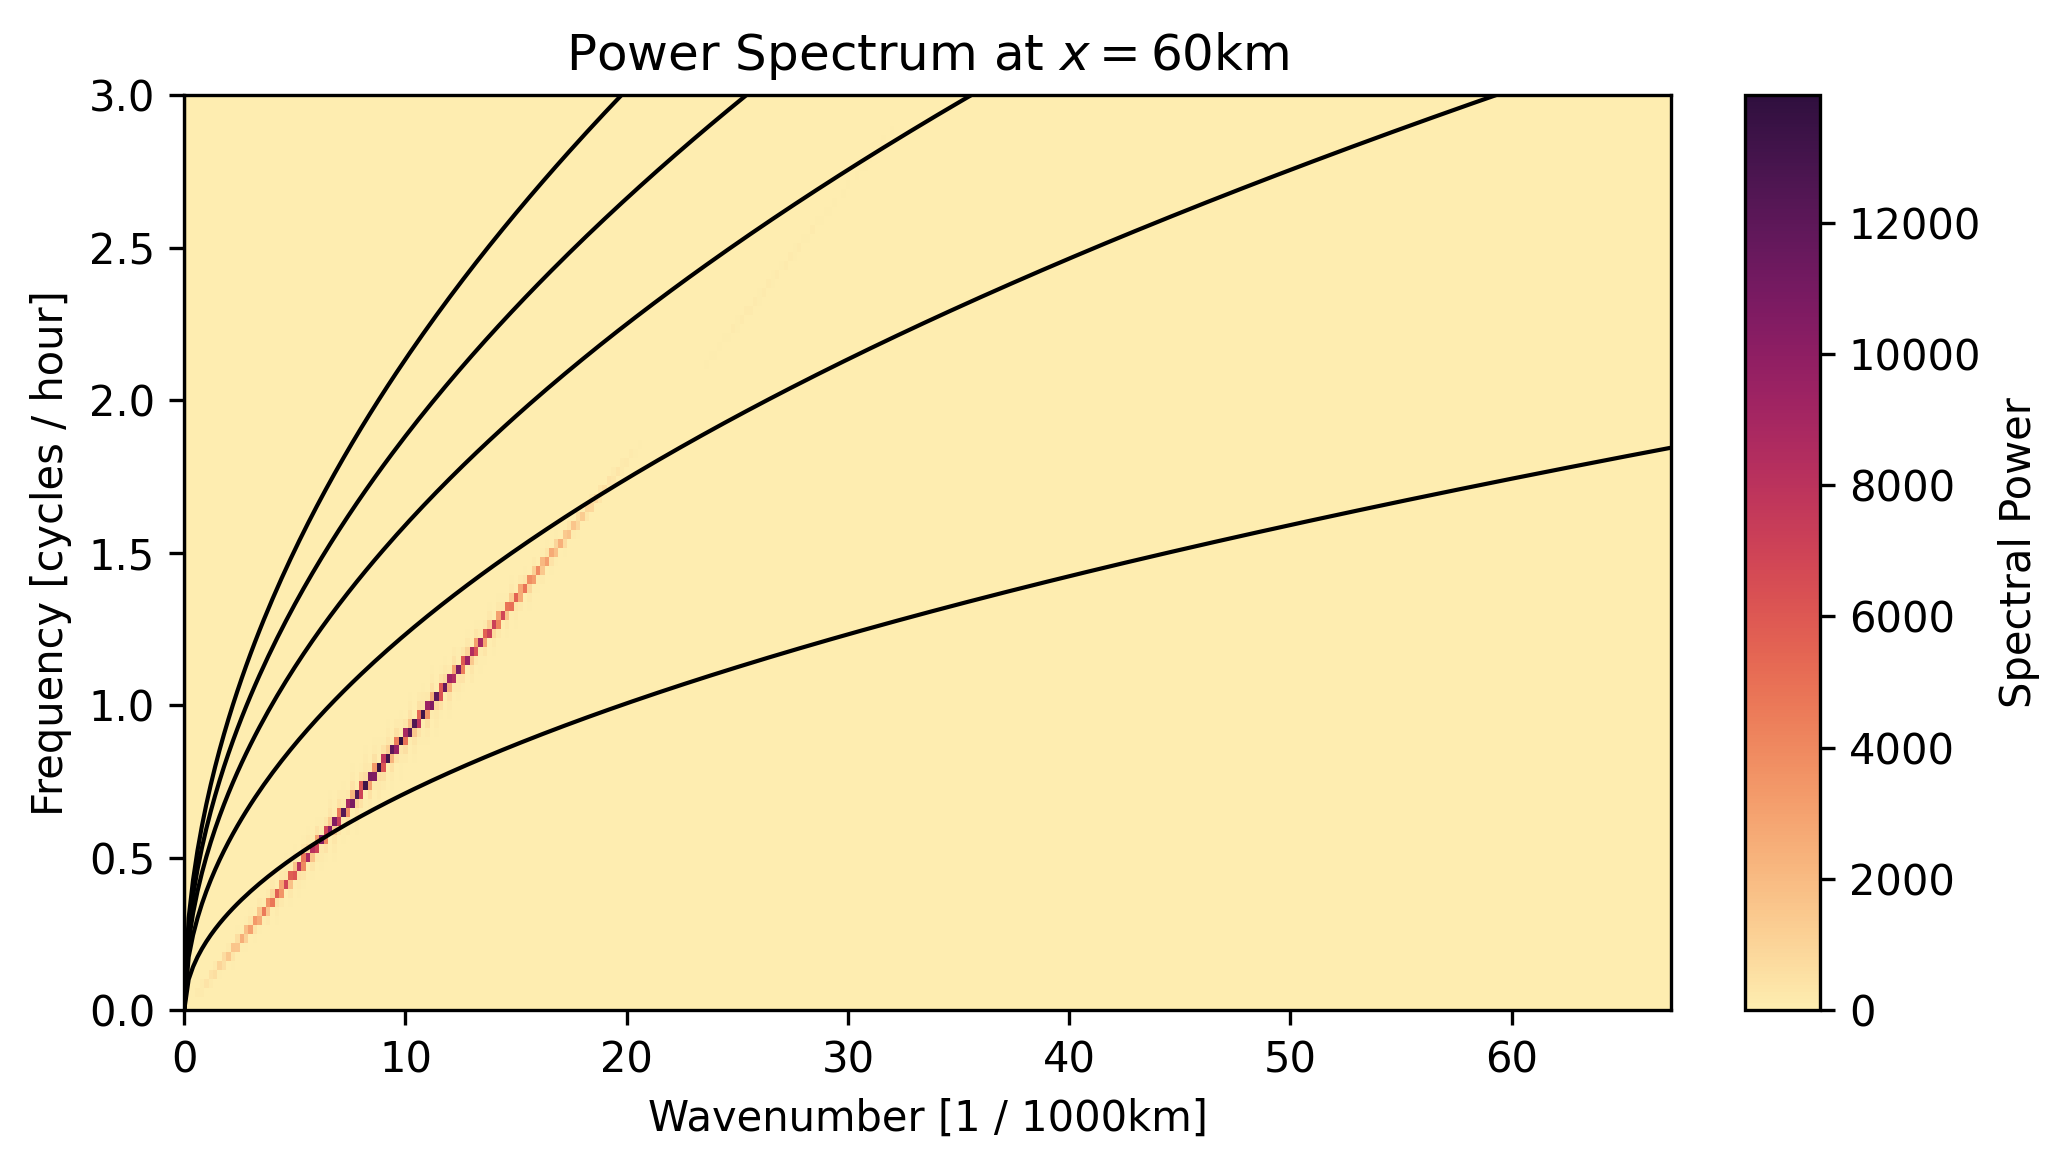 Power Spectrum at x = 60km
3.0
2.5
2.0
1.5
1.0
0.5
0.0
Frequency [cycles / hour]
0 10 20 30 40 50 60
Wavenumber [1 / 1000km]
12000
10000
8000
6000
4000
2000
0
Spectral Power